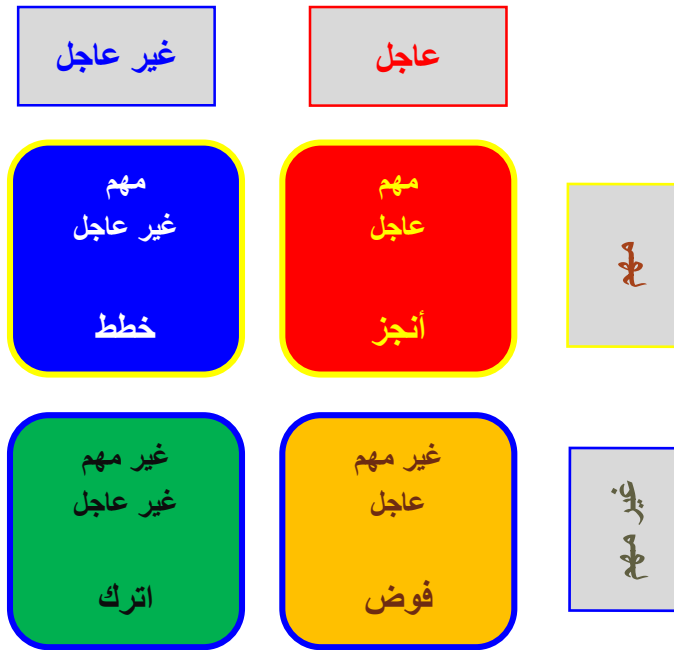 عاجل
غير عاجل
مهم
مهم
عاجل
أنجز
مهم
غير عاجل
خطط
غير مهم
غير مهم
عاجل
فوض
غير مهم
غير عاجل
اترك